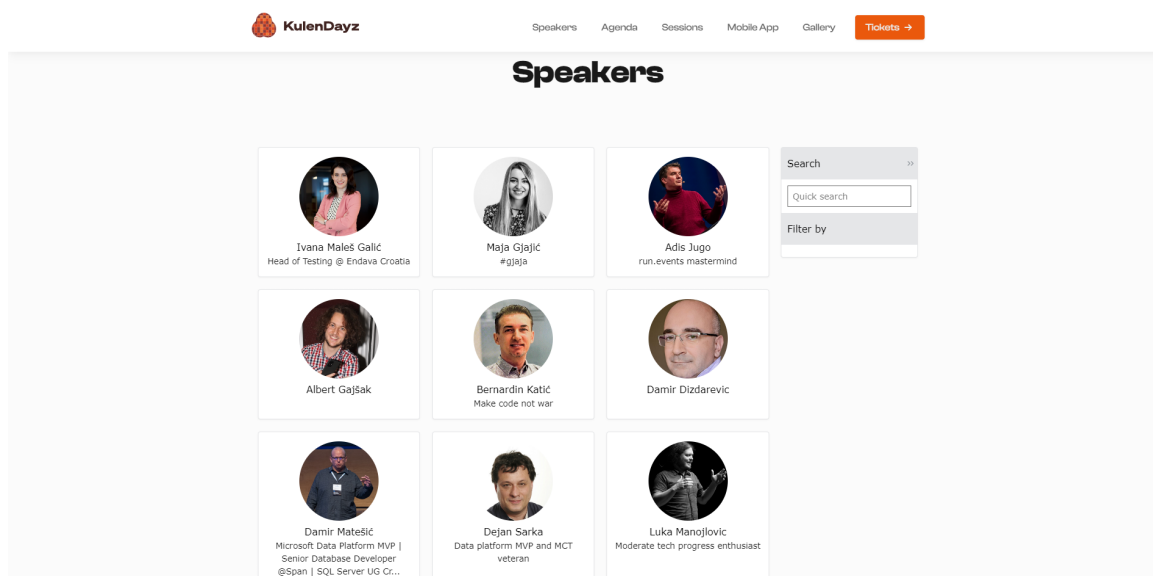 KulenDayz
Speakers
Agenda
Sessions
Mobile App
Gallery
Tickets →
Speakers
Ivana Maleš Galić
Head of Testing @ Endava Croatia
Maja Gjajić
#gjaja
Adis Jugo
run.events mastermind
Search
››
Quick search
Filter by
Albert Gajšak
Bernardin Katić
Make code not war
Damir Dizdarevic
Damir Matešić
Microsoft Data Platform MVP |
Senior Database Developer
@Span | SQL Server UG Cr...
Dejan Sarka
Data platform MVP and MCT
veteran
Luka Manojlovic
Moderate tech progress enthusiast